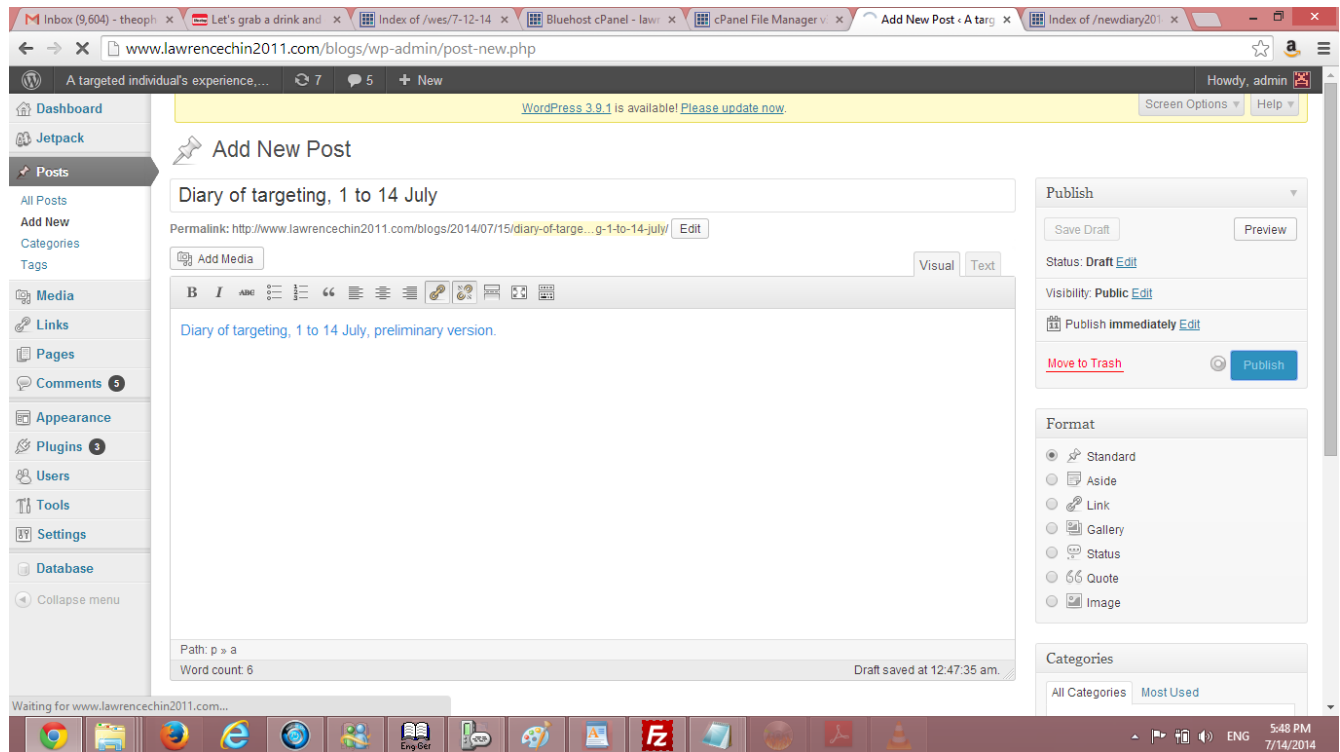 Inbox (9,604) - theoph
Let's grab a drink and
Index of /wes/7-12-14
Bluehost cPanel - lawr
cPanel File Manager v
Add New Post ‹ A targ
Index of /newdiary201
www.lawrencechin2011.com/blogs/wp-admin/post-new.php
A targeted individual's experience,... 7 5 + New Howdy, admin
Dashboard
Jetpack
Posts
All Posts
Add New
Categories
Tags
Media
Links
Pages
Comments 5
Appearance
Plugins 3
Users
Tools
Settings
Database
Collapse menu
WordPress 3.9.1 is available! Please update now.
Screen Options Help
Add New Post
Diary of targeting, 1 to 14 July
Permalink: http://www.lawrencechin2011.com/blogs/2014/07/15/diary-of-targe…g-1-to-14-july/ Edit
Add Media
Visual Text
B I ABC
Diary of targeting, 1 to 14 July, preliminary version.
Path: p » a
Word count: 6 Draft saved at 12:47:35 am.
Publish
Save Draft Preview
Status: Draft Edit
Visibility: Public Edit
Publish immediately Edit
Move to Trash Publish
Format
Standard
Aside
Link
Gallery
Status
Quote
Image
Categories
All Categories Most Used
Waiting for www.lawrencechin2011.com...
Eng Ger
ENG
5:48 PM
7/14/2014